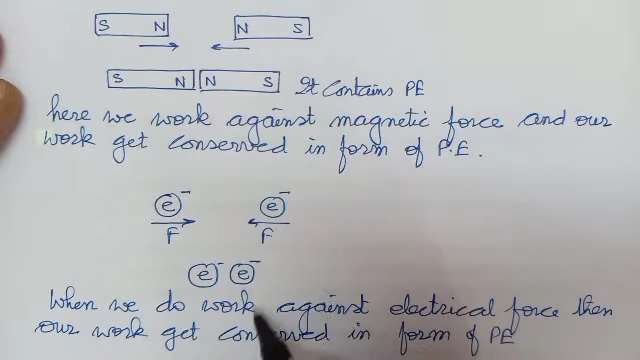 S N N S
S N N S It Contains PE
here we work against magnetic force and our
work get conserved in form of P.E.
e⁻ e⁻
F F
e⁻ e⁻
When we do work against electrical force then
our work get conserved in form of PE